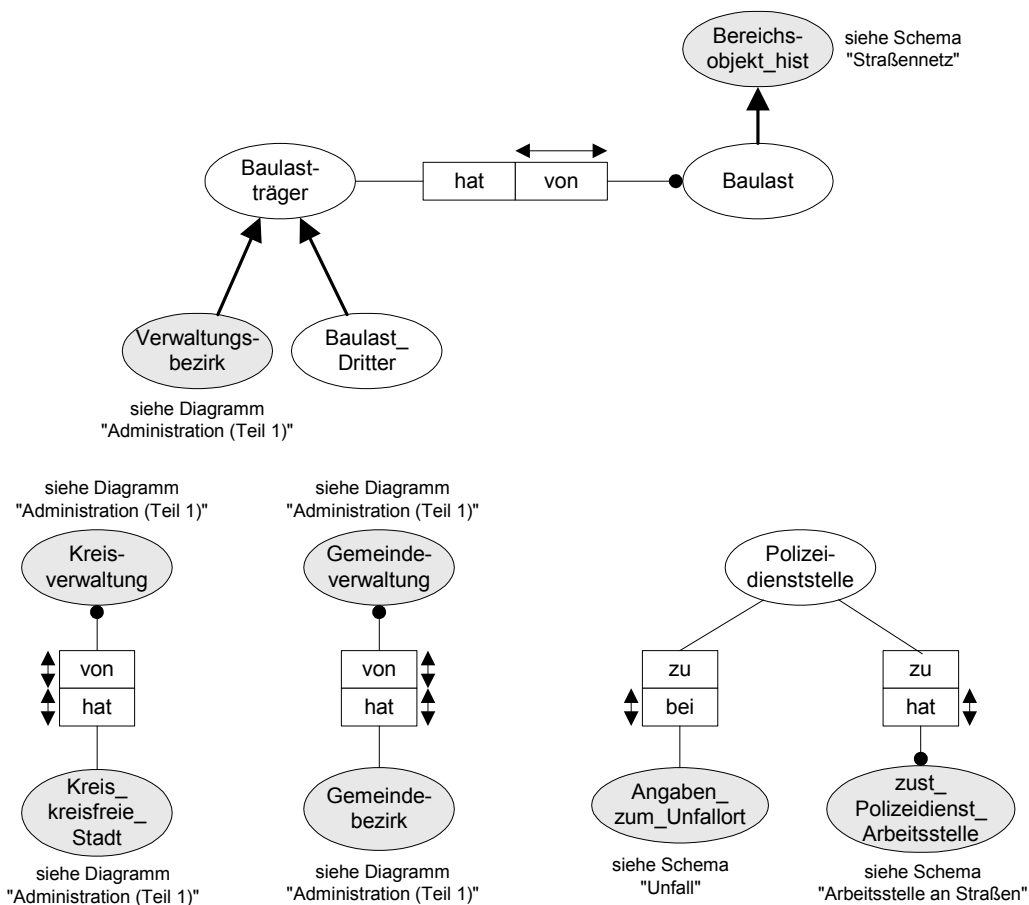 Bereichs-
objekt_hist
siehe Schema
"Straßennetz"
Baulast-
träger
hat
von
Baulast
Verwaltungs-
bezirk
Baulast_
Dritter
siehe Diagramm
"Administration (Teil 1)"
siehe Diagramm
"Administration (Teil 1)"
Kreis-
verwaltung
von
hat
Kreis_
kreisfreie_
Stadt
siehe Diagramm
"Administration (Teil 1)"
siehe Diagramm
"Administration (Teil 1)"
Gemeinde-
verwaltung
von
hat
Gemeinde-
bezirk
siehe Diagramm
"Administration (Teil 1)"
Polizei-
dienststelle
zu
bei
Angaben_
zum_Unfallort
siehe Schema
"Unfall"
zu
hat
zust_
Polizeidienst_
Arbeitsstelle
siehe Schema
"Arbeitsstelle an Straßen"